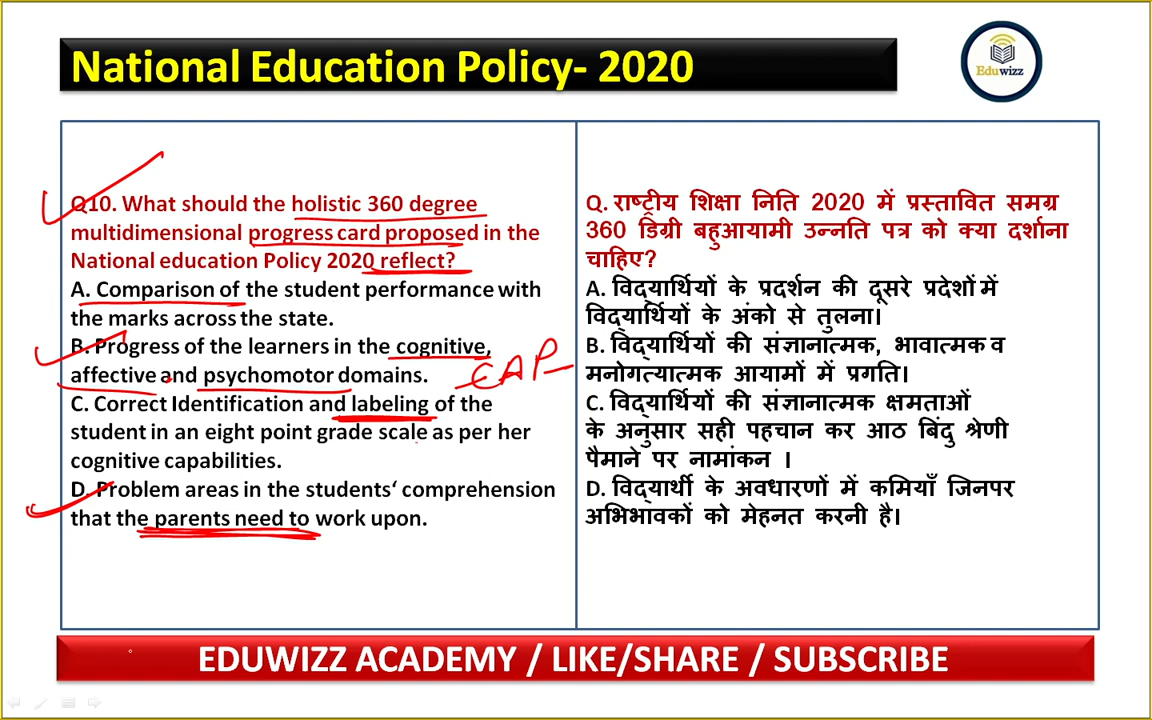 National Education Policy- 2020
Eduwizz
Q10. What should the holistic 360 degree
multidimensional progress card proposed in the
National education Policy 2020 reflect?
A. Comparison of the student performance with
the marks across the state.
B. Progress of the learners in the cognitive,
affective and psychomotor domains.
CAP
C. Correct Identification and labeling of the
student in an eight point grade scale as per her
cognitive capabilities.
D. Problem areas in the students‘ comprehension
that the parents need to work upon.
Q. राष्ट्रीय शिक्षा निति 2020 में प्रस्तावित समग्र
360 डिग्री बहुआयामी उन्नति पत्र को क्या दर्शाना
चाहिए?
A. विद्यार्थियों के प्रदर्शन की दूसरे प्रदेशों में
विद्यार्थियों के अंको से तुलना।
B. विद्यार्थियों की संज्ञानात्मक, भावात्मक व
मनोगत्यात्मक आयामों में प्रगति।
C. विद्यार्थियों की संज्ञानात्मक क्षमताओं
के अनुसार सही पहचान कर आठ बिंदु श्रेणी
पैमाने पर नामांकन ।
D. विद्यार्थी के अवधारणों में कमियाँ जिनपर
अभिभावकों को मेहनत करनी है।
EDUWIZZ ACADEMY / LIKE/SHARE / SUBSCRIBE